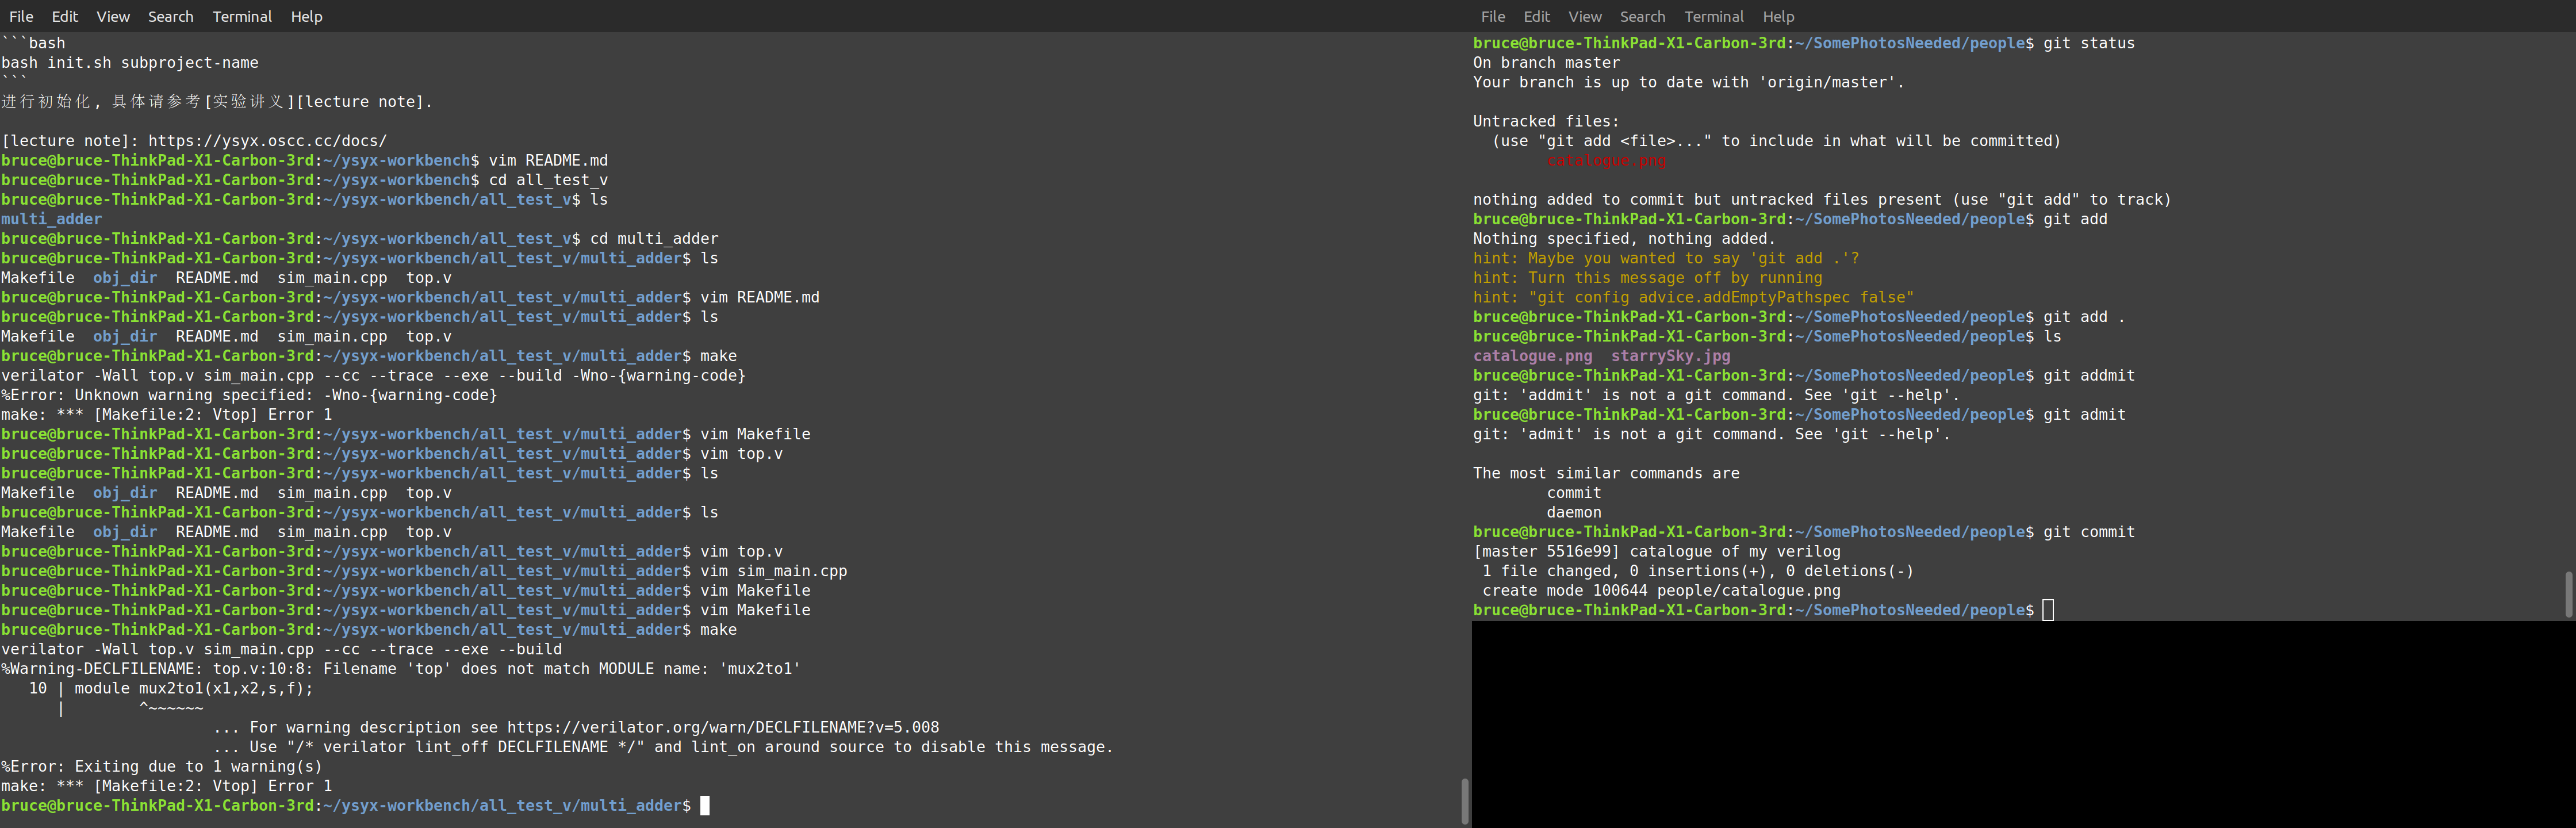 File Edit View Search Terminal Help
```bash
bash init.sh subproject-name
```
进行初始化, 具体请参考[实验讲义][lecture note].

[lecture note]: https://ysyx.oscc.cc/docs/
bruce@bruce-ThinkPad-X1-Carbon-3rd:~/ysyx-workbench$ vim README.md
bruce@bruce-ThinkPad-X1-Carbon-3rd:~/ysyx-workbench$ cd all_test_v
bruce@bruce-ThinkPad-X1-Carbon-3rd:~/ysyx-workbench/all_test_v$ ls
multi_adder
bruce@bruce-ThinkPad-X1-Carbon-3rd:~/ysyx-workbench/all_test_v$ cd multi_adder
bruce@bruce-ThinkPad-X1-Carbon-3rd:~/ysyx-workbench/all_test_v/multi_adder$ ls
Makefile  obj_dir  README.md  sim_main.cpp  top.v
bruce@bruce-ThinkPad-X1-Carbon-3rd:~/ysyx-workbench/all_test_v/multi_adder$ vim README.md
bruce@bruce-ThinkPad-X1-Carbon-3rd:~/ysyx-workbench/all_test_v/multi_adder$ ls
Makefile  obj_dir  README.md  sim_main.cpp  top.v
bruce@bruce-ThinkPad-X1-Carbon-3rd:~/ysyx-workbench/all_test_v/multi_adder$ make
verilator -Wall top.v sim_main.cpp --cc --trace --exe --build -Wno-{warning-code}
%Error: Unknown warning specified: -Wno-{warning-code}
make: *** [Makefile:2: Vtop] Error 1
bruce@bruce-ThinkPad-X1-Carbon-3rd:~/ysyx-workbench/all_test_v/multi_adder$ vim Makefile
bruce@bruce-ThinkPad-X1-Carbon-3rd:~/ysyx-workbench/all_test_v/multi_adder$ vim top.v
bruce@bruce-ThinkPad-X1-Carbon-3rd:~/ysyx-workbench/all_test_v/multi_adder$ ls
Makefile  obj_dir  README.md  sim_main.cpp  top.v
bruce@bruce-ThinkPad-X1-Carbon-3rd:~/ysyx-workbench/all_test_v/multi_adder$ ls
Makefile  obj_dir  README.md  sim_main.cpp  top.v
bruce@bruce-ThinkPad-X1-Carbon-3rd:~/ysyx-workbench/all_test_v/multi_adder$ vim top.v
bruce@bruce-ThinkPad-X1-Carbon-3rd:~/ysyx-workbench/all_test_v/multi_adder$ vim sim_main.cpp
bruce@bruce-ThinkPad-X1-Carbon-3rd:~/ysyx-workbench/all_test_v/multi_adder$ vim Makefile
bruce@bruce-ThinkPad-X1-Carbon-3rd:~/ysyx-workbench/all_test_v/multi_adder$ vim Makefile
bruce@bruce-ThinkPad-X1-Carbon-3rd:~/ysyx-workbench/all_test_v/multi_adder$ make
verilator -Wall top.v sim_main.cpp --cc --trace --exe --build
%Warning-DECLFILENAME: top.v:10:8: Filename 'top' does not match MODULE name: 'mux2to1'
   10 | module mux2to1(x1,x2,s,f);
      |        ^~~~~~~
                       ... For warning description see https://verilator.org/warn/DECLFILENAME?v=5.008
                       ... Use "/* verilator lint_off DECLFILENAME */" and lint_on around source to disable this message.
%Error: Exiting due to 1 warning(s)
make: *** [Makefile:2: Vtop] Error 1
bruce@bruce-ThinkPad-X1-Carbon-3rd:~/ysyx-workbench/all_test_v/multi_adder$
File Edit View Search Terminal Help
bruce@bruce-ThinkPad-X1-Carbon-3rd:~/SomePhotosNeeded/people$ git status
On branch master
Your branch is up to date with 'origin/master'.

Untracked files:
  (use "git add <file>..." to include in what will be committed)
        catalogue.png

nothing added to commit but untracked files present (use "git add" to track)
bruce@bruce-ThinkPad-X1-Carbon-3rd:~/SomePhotosNeeded/people$ git add
Nothing specified, nothing added.
hint: Maybe you wanted to say 'git add .'?
hint: Turn this message off by running
hint: "git config advice.addEmptyPathspec false"
bruce@bruce-ThinkPad-X1-Carbon-3rd:~/SomePhotosNeeded/people$ git add .
bruce@bruce-ThinkPad-X1-Carbon-3rd:~/SomePhotosNeeded/people$ ls
catalogue.png  starrySky.jpg
bruce@bruce-ThinkPad-X1-Carbon-3rd:~/SomePhotosNeeded/people$ git addmit
git: 'addmit' is not a git command. See 'git --help'.
bruce@bruce-ThinkPad-X1-Carbon-3rd:~/SomePhotosNeeded/people$ git admit
git: 'admit' is not a git command. See 'git --help'.

The most similar commands are
        commit
        daemon
bruce@bruce-ThinkPad-X1-Carbon-3rd:~/SomePhotosNeeded/people$ git commit
[master 5516e99] catalogue of my verilog
 1 file changed, 0 insertions(+), 0 deletions(-)
 create mode 100644 people/catalogue.png
bruce@bruce-ThinkPad-X1-Carbon-3rd:~/SomePhotosNeeded/people$